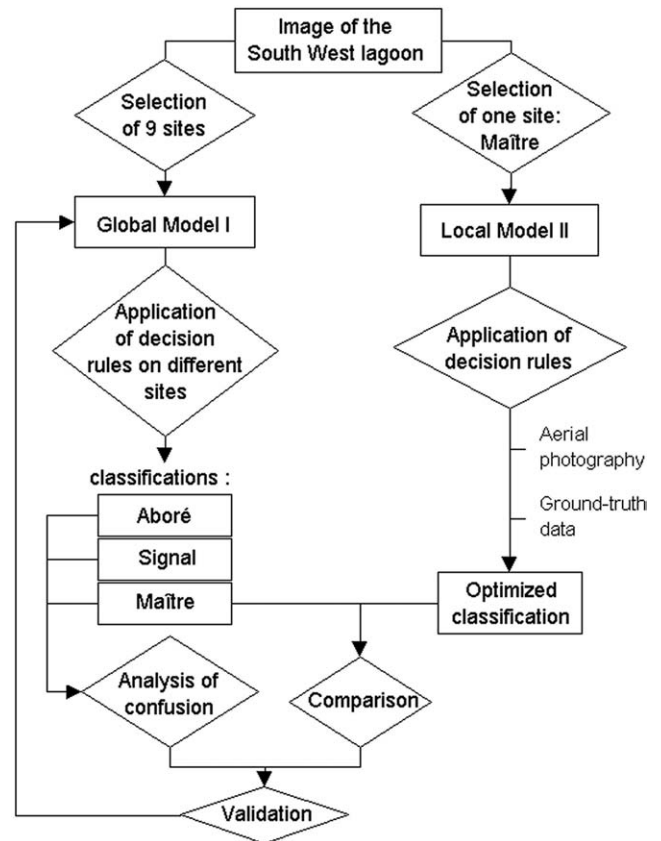 Image of the
South West lagoon
Selection
of 9 sites
Selection
of one site:
Maître
Global Model I
Local Model II
Application
of decision
rules on different
sites
Application of
decision rules
Aerial
photography
Ground-truth
data
classifications :
Aboré
Signal
Maître
Optimized
classification
Analysis of
confusion
Comparison
Validation